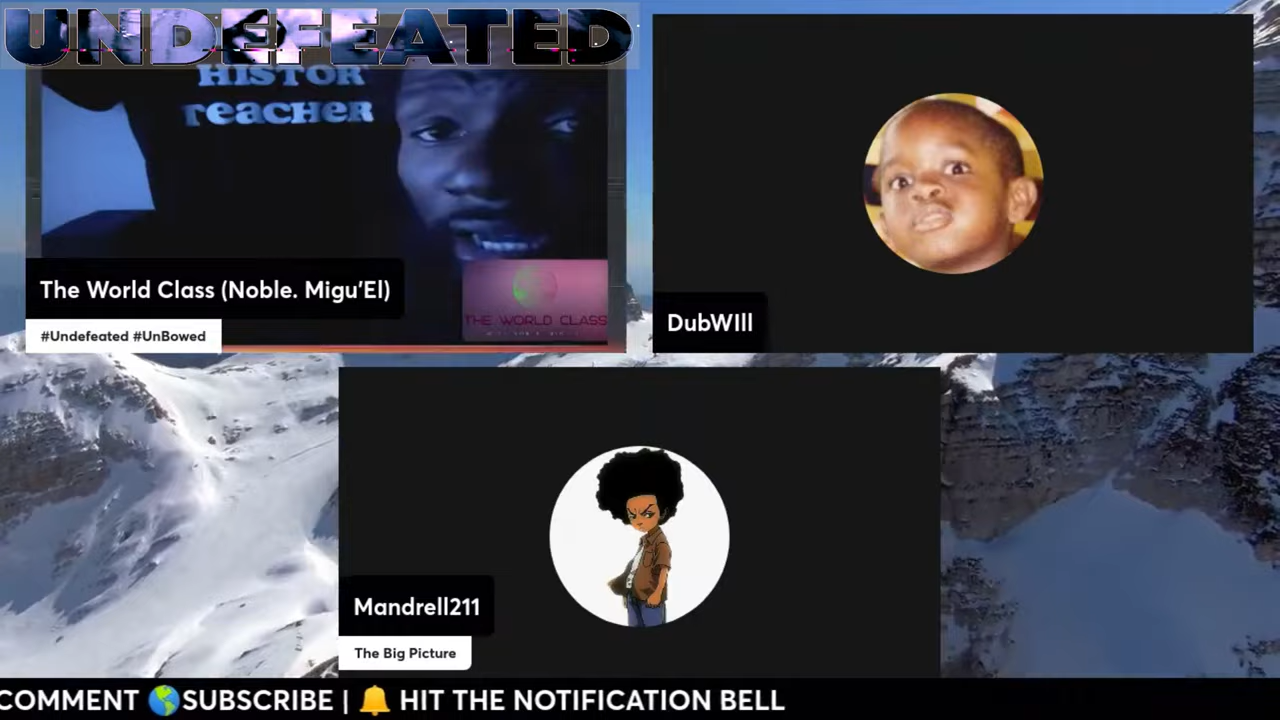 UNDEFEATED
HISTOR
TeacHer
The World Class (Noble. Migu'El)
#Undefeated #UnBowed
THE WORLD CLASS
DubWIll
Mandrell211
The Big Picture
COMMENT 🌎SUBSCRIBE | 🔔 HIT THE NOTIFICATION BELL